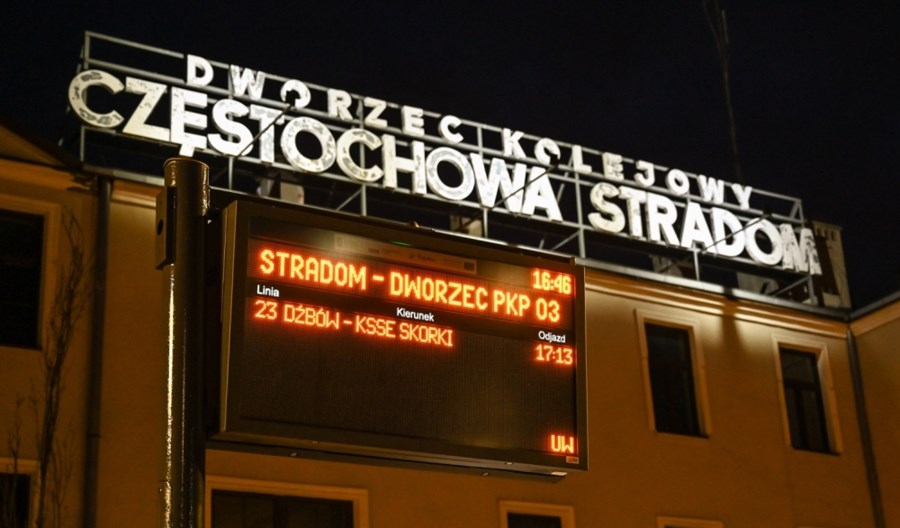 DWORZEC KOLEJOWY
CZĘSTOCHOWA STRADOM
16:46
STRADOM - DWORZEC PKP 03
Linia Kierunek Odjazd
23 DŹBÓW - KSSE SKORKI 17:13
UW